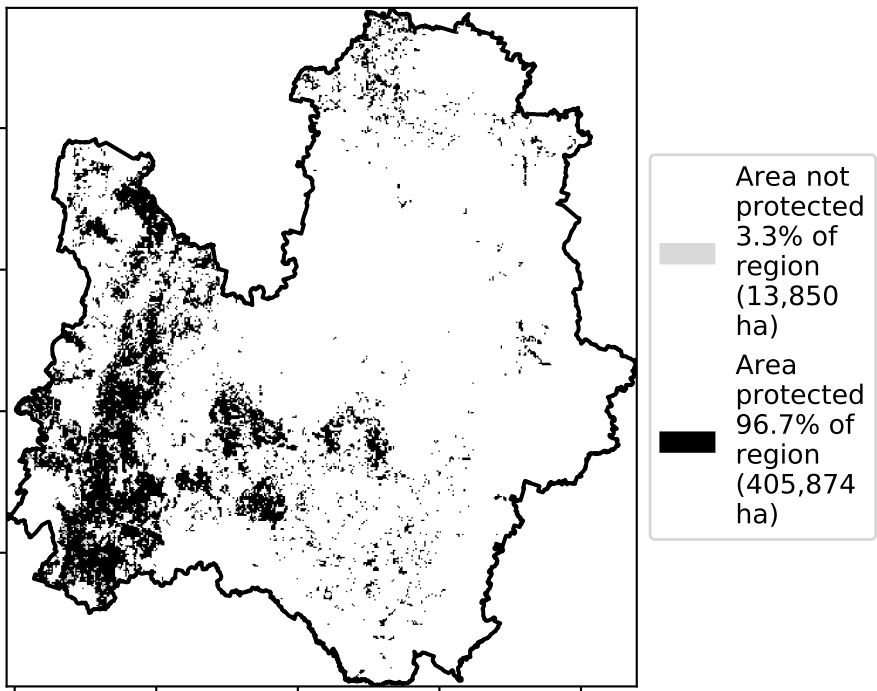 Area not
protected
3.3% of
region
(13,850
ha)
Area
protected
96.7% of
region
(405,874
ha)